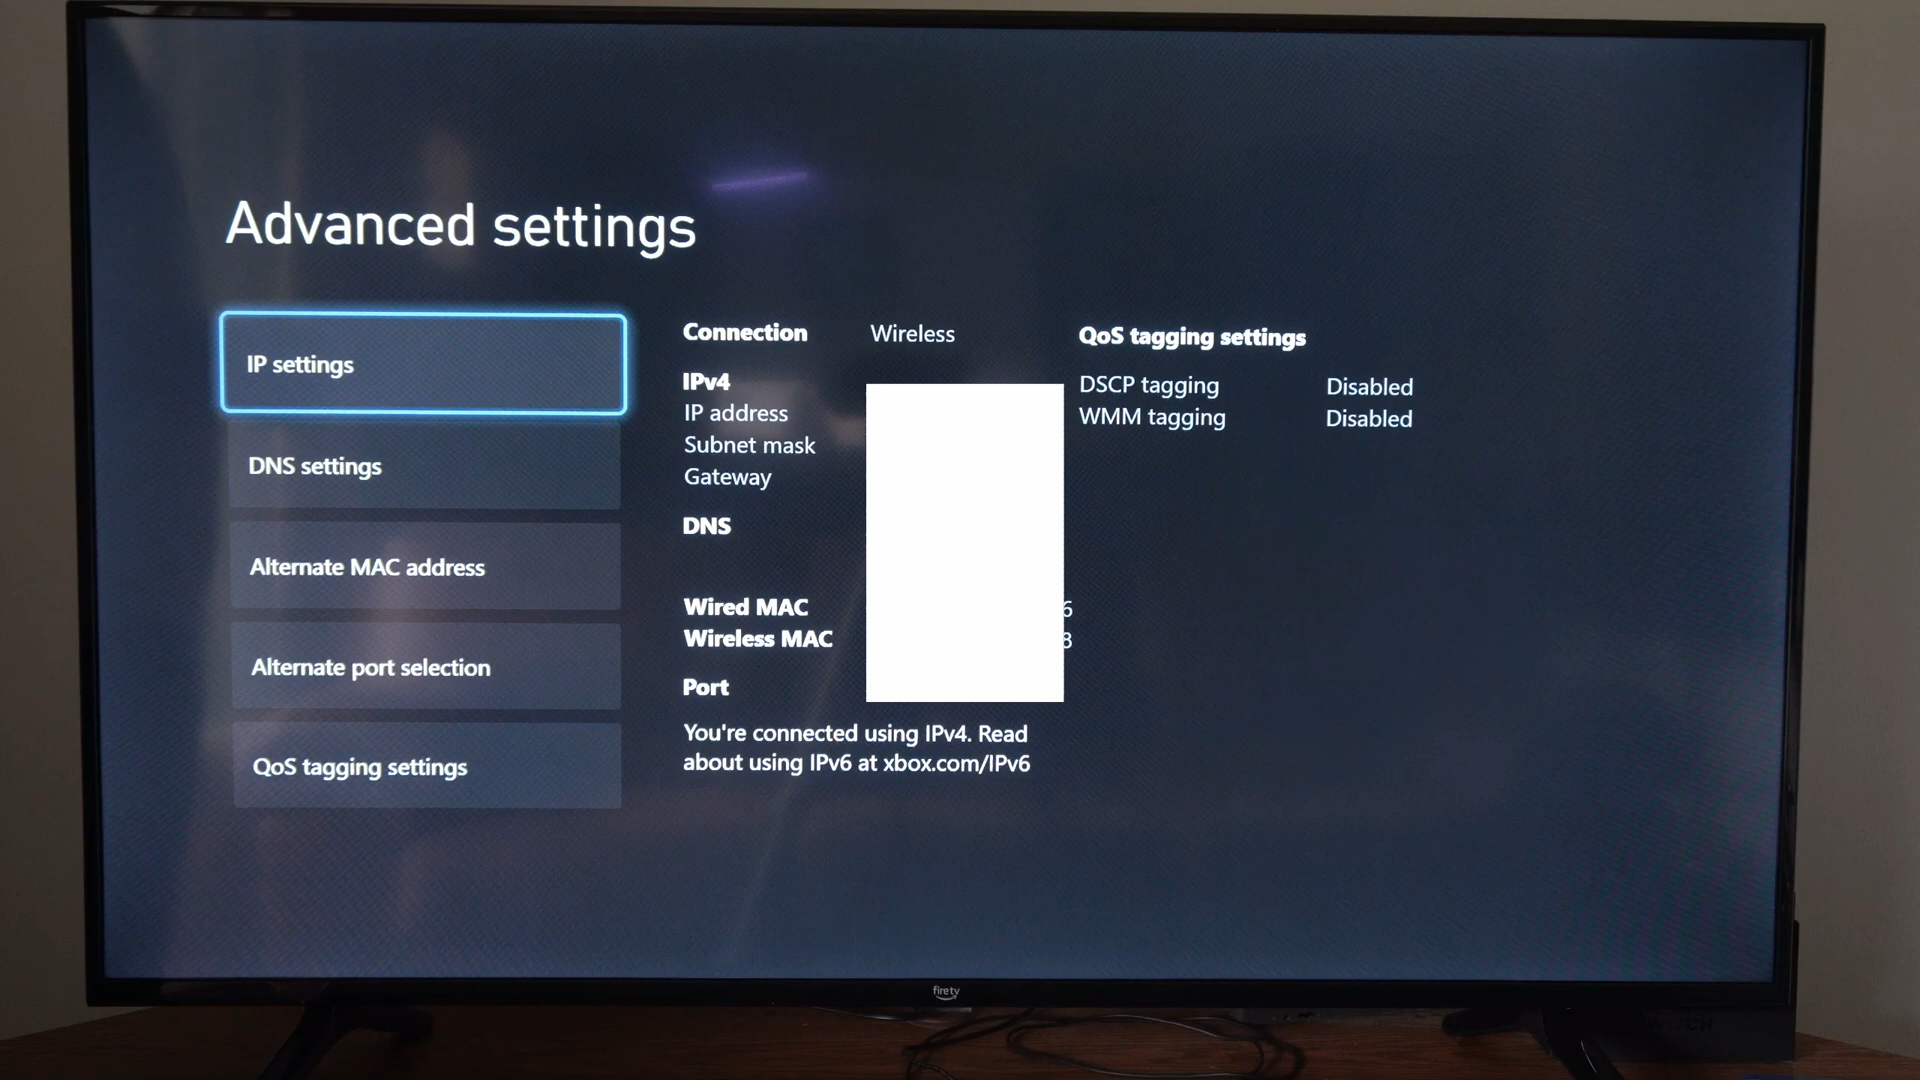 Advanced settings
IP settings
DNS settings
Alternate MAC address
Alternate port selection
QoS tagging settings
Connection Wireless
IPv4
IP address
Subnet mask
Gateway
DNS
Wired MAC 6
Wireless MAC 8
Port
You're connected using IPv4. Read
about using IPv6 at xbox.com/IPv6
QoS tagging settings
DSCP tagging Disabled
WMM tagging Disabled
firetv